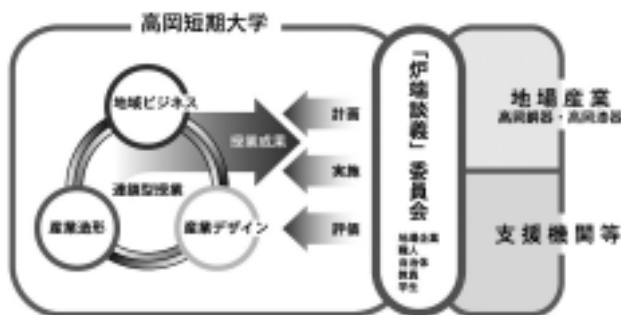 高岡短期大学
地域ビジネス
授業成果
連鎖型授業
産業造形
産業デザイン
計画
実施
評価
「炉端談義」委員会
地場企業
職人
自治体
教員
学生
地場産業
高岡銅器・高岡漆器
支援機関等